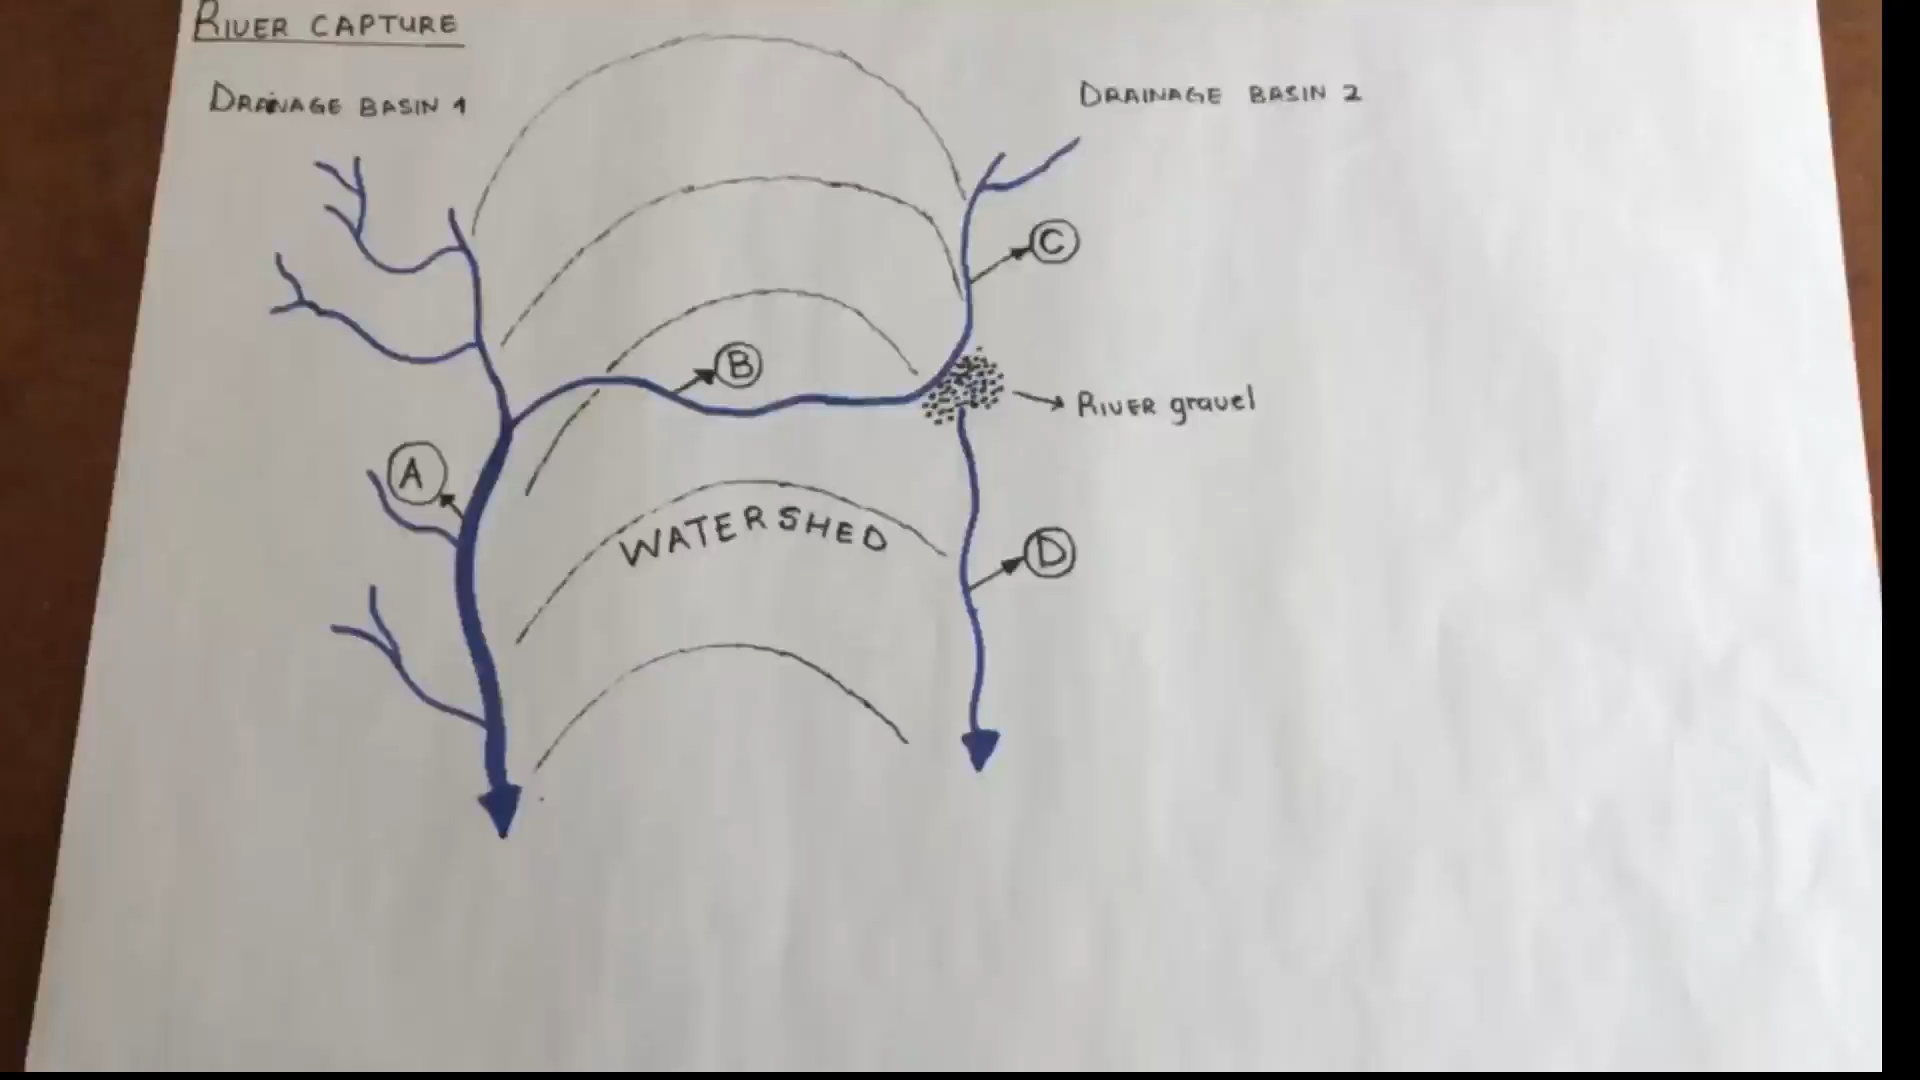 RIVER CAPTURE
DRAINAGE BASIN 1
DRAINAGE BASIN 2
C
B
RIVER gravel
A
WATERSHED
D